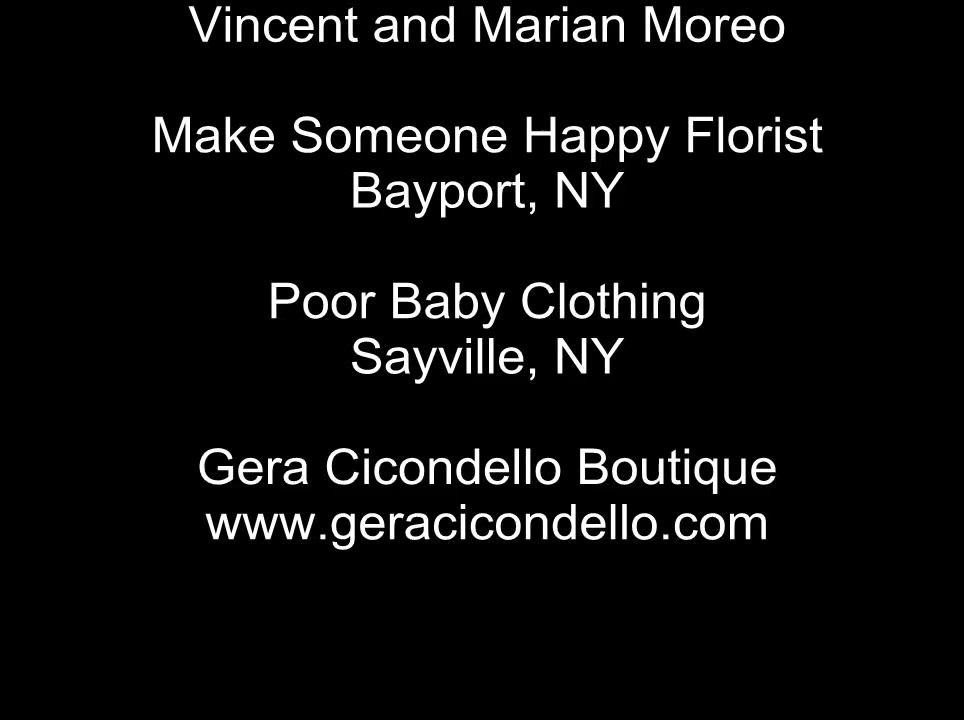 Vincent and Marian Moreo
Make Someone Happy Florist
Bayport, NY
Poor Baby Clothing
Sayville, NY
Gera Cicondello Boutique
www.geracicondello.com